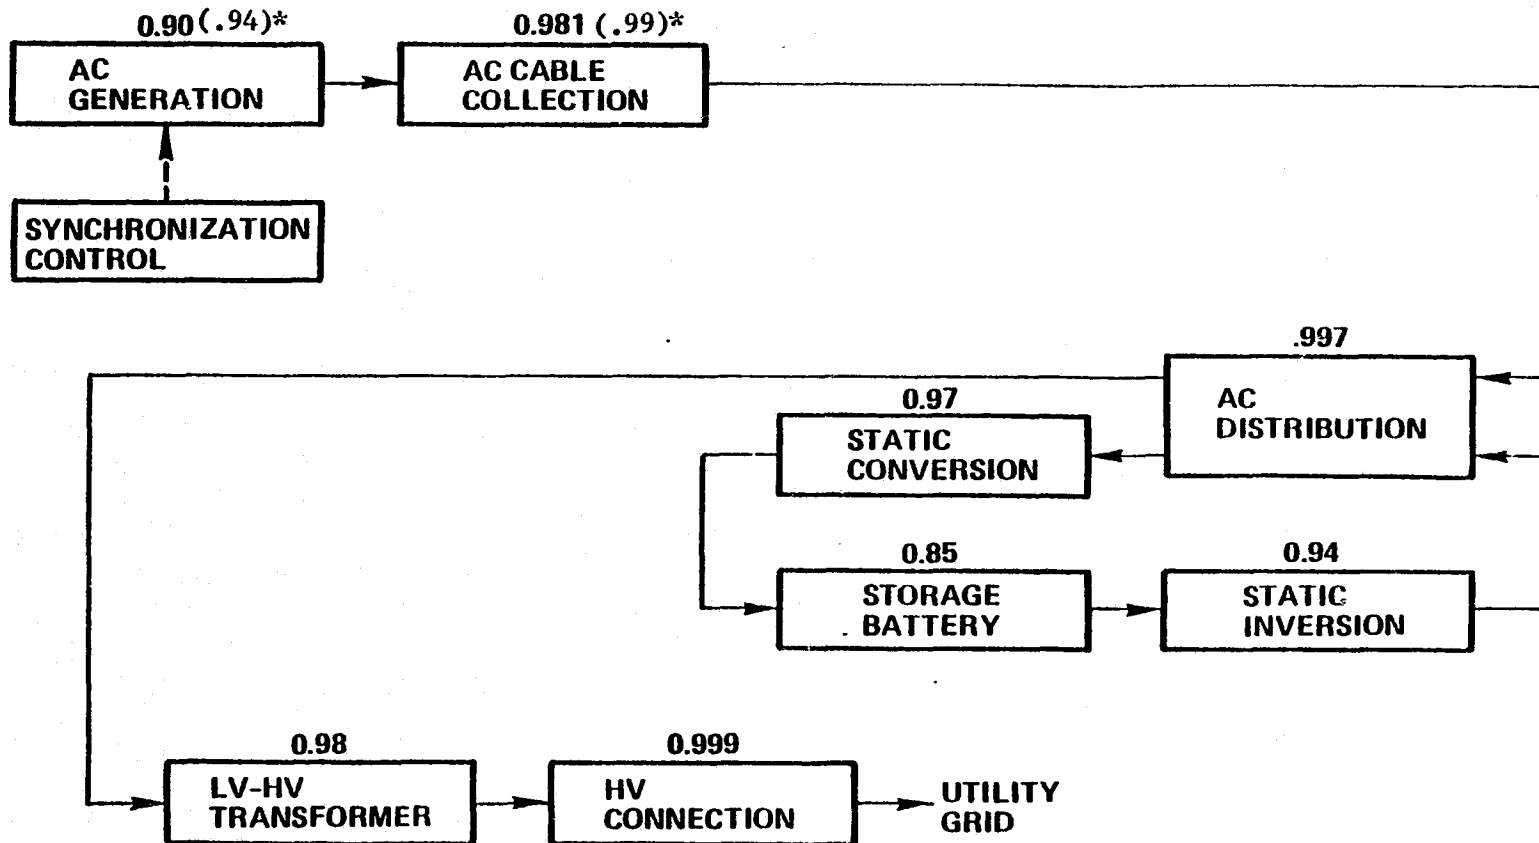 0.90 (.94)*
AC
GENERATION
0.981 (.99)*
AC CABLE
COLLECTION
SYNCHRONIZATION
CONTROL
.997
AC
DISTRIBUTION
0.97
STATIC
CONVERSION
0.85
STORAGE
BATTERY
0.94
STATIC
INVERSION
0.98
LV-HV
TRANSFORMER
0.999
HV
CONNECTION
UTILITY
GRID